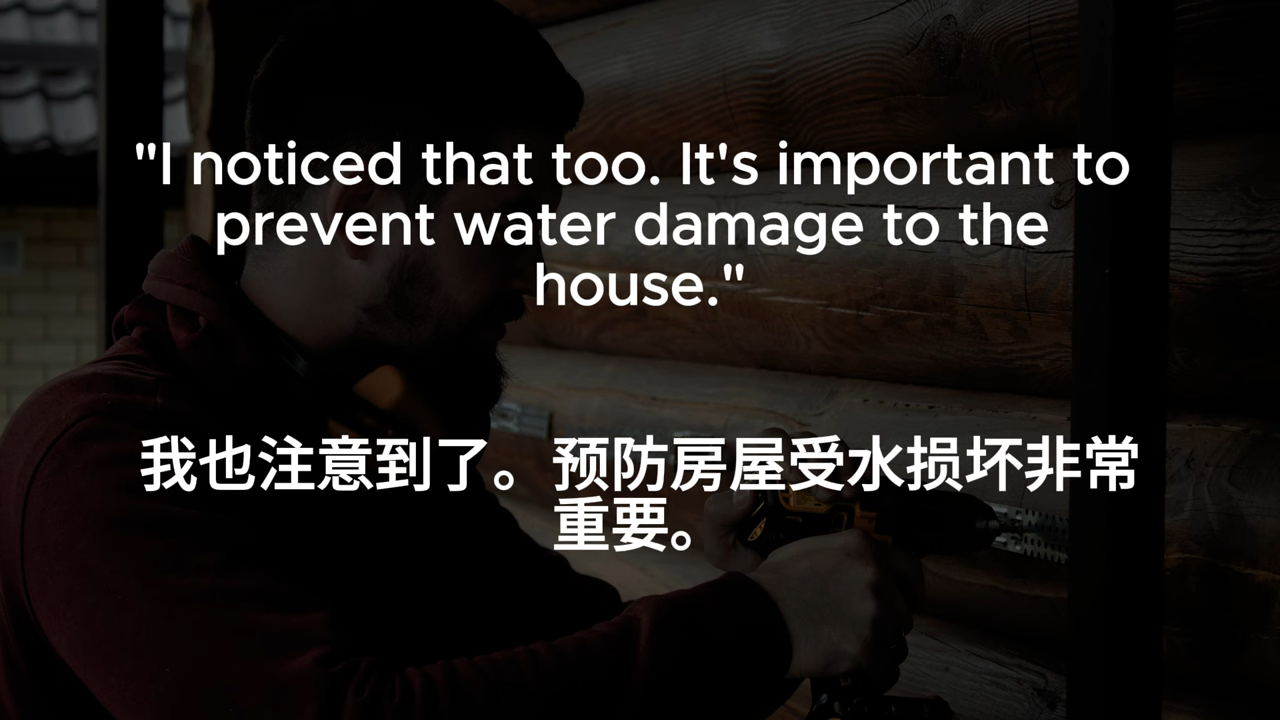 "I noticed that too. It's important to
prevent water damage to the
house."
我也注意到了。预防房屋受水损坏非常
重要。